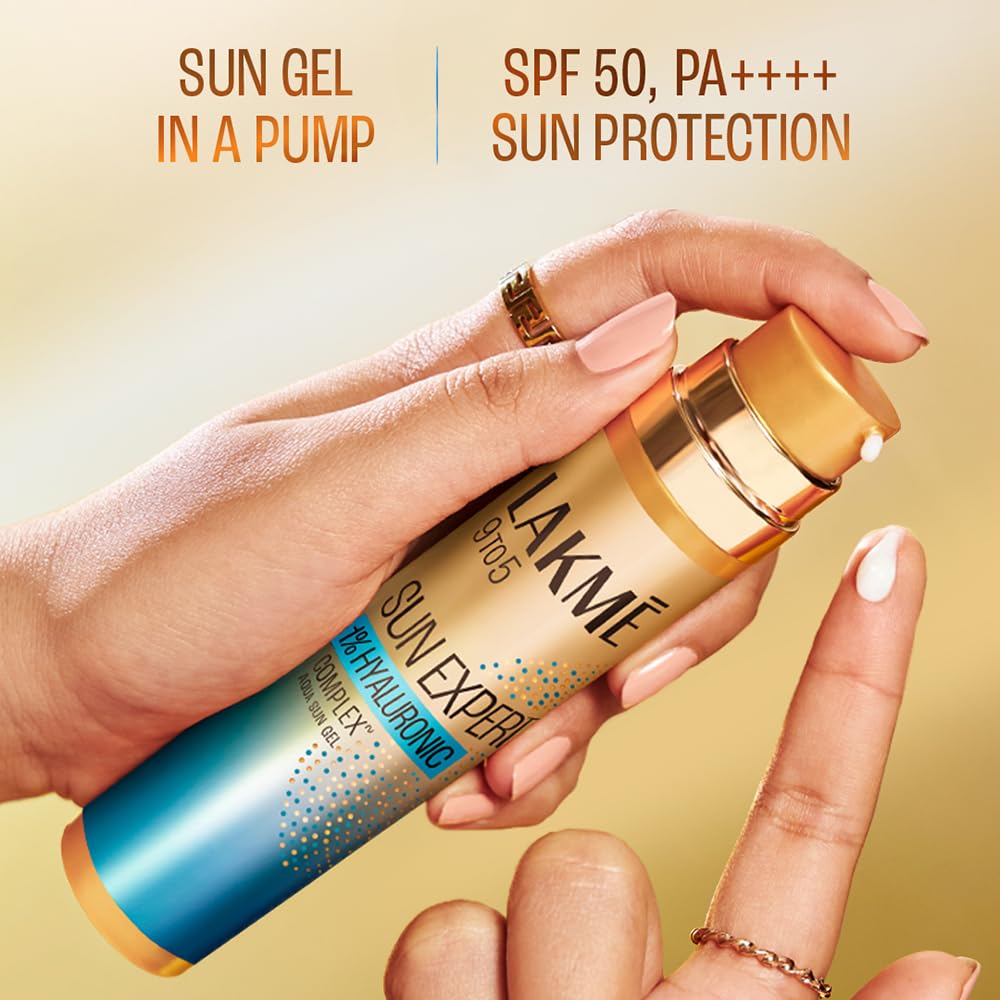 SUN GEL
IN A PUMP
SPF 50, PA++++
SUN PROTECTION
LAKMĒ
9TO5
SUN EXPERT
1% HYALURONIC
COMPLEX~
AQUA SUN GEL